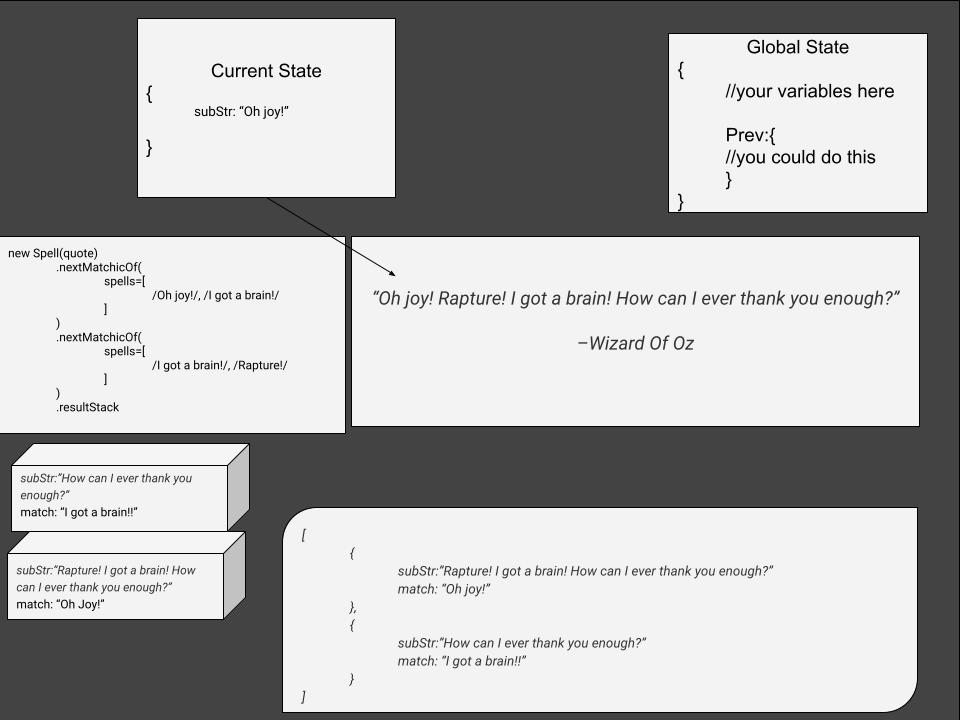 Current State
{
subStr: “Oh joy!”
}
Global State
{
//your variables here
Prev:{
//you could do this
}
}
new Spell(quote)
.nextMatchicOf(
spells=[
/Oh joy!/, /I got a brain!/
]
)
.nextMatchicOf(
spells=[
/I got a brain!/, /Rapture!/
]
)
.resultStack
“Oh joy! Rapture! I got a brain! How can I ever thank you enough?”
–Wizard Of Oz
subStr:”How can I ever thank you
enough?”
match: “I got a brain!!”
subStr:”Rapture! I got a brain! How
can I ever thank you enough?”
match: “Oh Joy!”
[
{
subStr:”Rapture! I got a brain! How can I ever thank you enough?”
match: “Oh joy!”
},
{
subStr:”How can I ever thank you enough?”
match: “I got a brain!!”
}
]